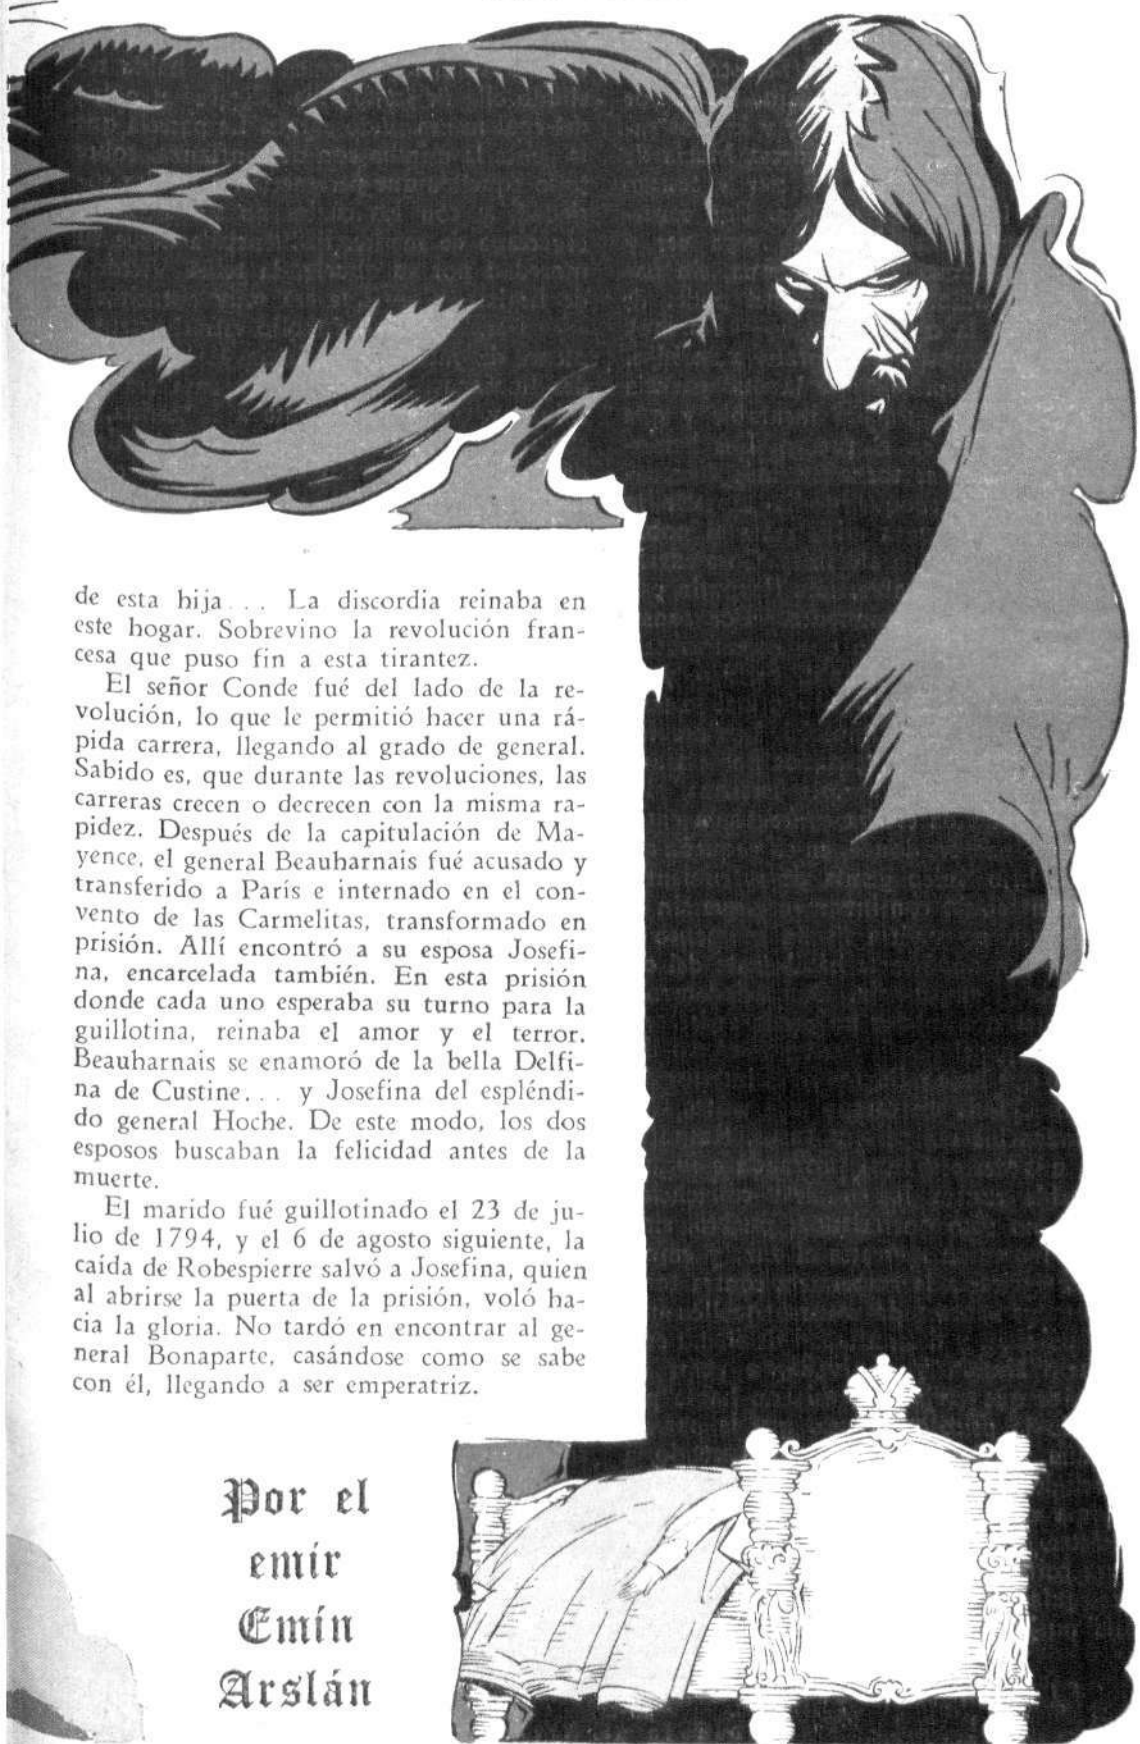 de esta hija... La discordia reinaba en
este hogar. Sobrevino la revolución fran-
cesa que puso fin a esta tirantez.
El señor Conde fué del lado de la re-
volución, lo que le permitió hacer una rá-
pida carrera, llegando al grado de general.
Sabido es, que durante las revoluciones, las
carreras crecen o decrecen con la misma ra-
pidez. Después de la capitulación de Ma-
yence, el general Beauharnais fué acusado y
transferido a París e internado en el con-
vento de las Carmelitas, transformado en
prisión. Allí encontró a su esposa Josefi-
na, encarcelada también. En esta prisión
donde cada uno esperaba su turno para la
guillotina, reinaba el amor y el terror.
Beauharnais se enamoró de la bella Delfi-
na de Custine... y Josefina del espléndi-
do general Hoche. De este modo, los dos
esposos buscaban la felicidad antes de la
muerte.
El marido fué guillotinado el 23 de ju-
lio de 1794, y el 6 de agosto siguiente, la
caída de Robespierre salvó a Josefina, quien
al abrirse la puerta de la prisión, voló ha-
cia la gloria. No tardó en encontrar al ge-
neral Bonaparte, casándose como se sabe
con él, llegando a ser emperatriz.
Por el
emir
Emín
Arslán